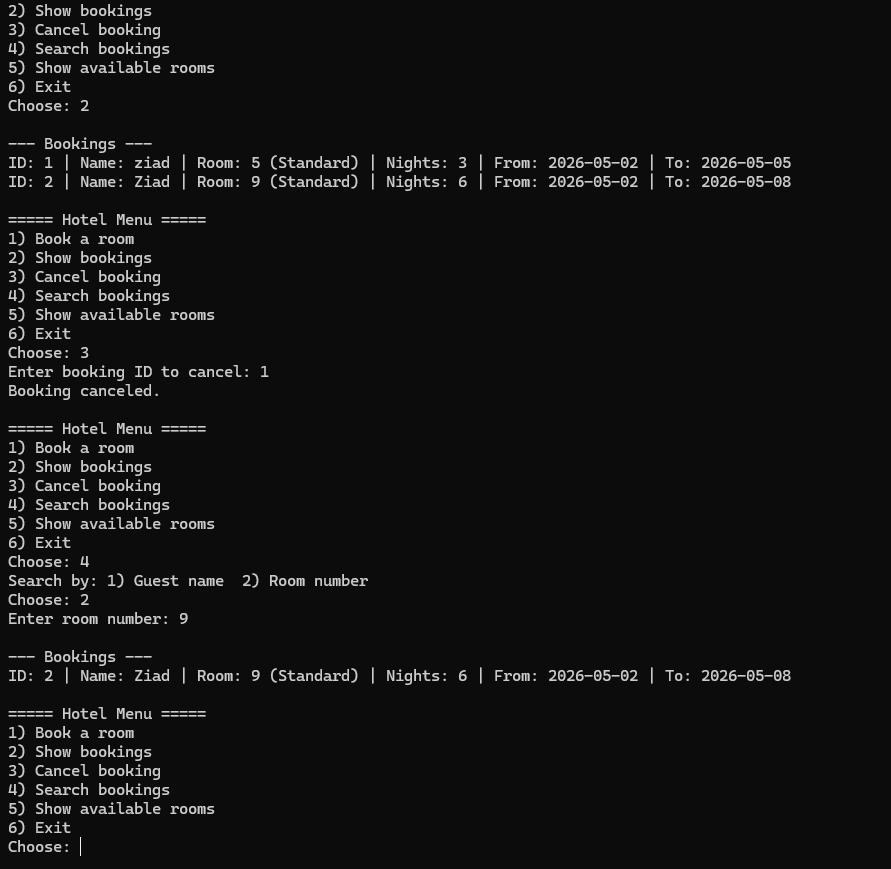 2) Show bookings
3) Cancel booking
4) Search bookings
5) Show available rooms
6) Exit
Choose: 2
--- Bookings ---
ID: 1 | Name: ziad | Room: 5 (Standard) | Nights: 3 | From: 2026-05-02 | To: 2026-05-05
ID: 2 | Name: Ziad | Room: 9 (Standard) | Nights: 6 | From: 2026-05-02 | To: 2026-05-08
===== Hotel Menu =====
1) Book a room
2) Show bookings
3) Cancel booking
4) Search bookings
5) Show available rooms
6) Exit
Choose: 3
Enter booking ID to cancel: 1
Booking canceled.
===== Hotel Menu =====
1) Book a room
2) Show bookings
3) Cancel booking
4) Search bookings
5) Show available rooms
6) Exit
Choose: 4
Search by: 1) Guest name  2) Room number
Choose: 2
Enter room number: 9
--- Bookings ---
ID: 2 | Name: Ziad | Room: 9 (Standard) | Nights: 6 | From: 2026-05-02 | To: 2026-05-08
===== Hotel Menu =====
1) Book a room
2) Show bookings
3) Cancel booking
4) Search bookings
5) Show available rooms
6) Exit
Choose: